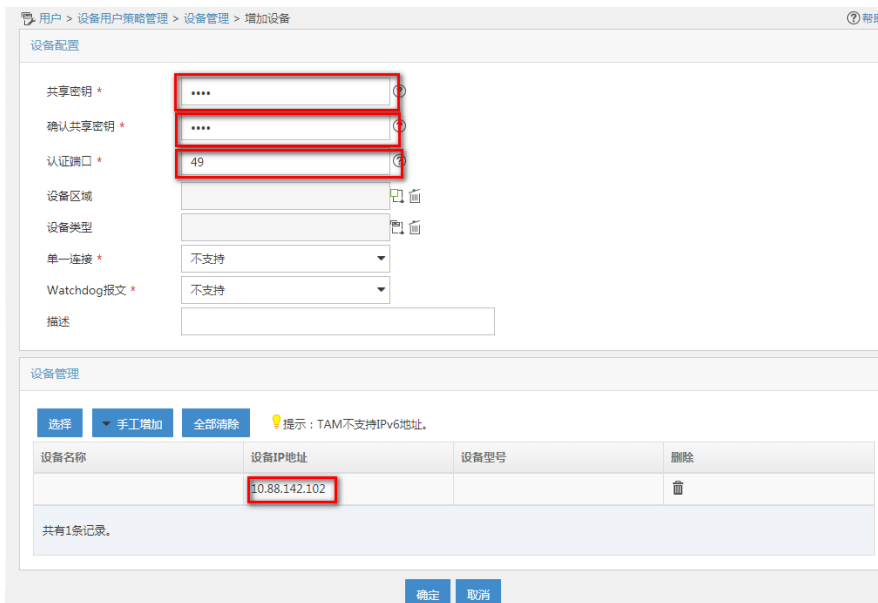 用户 > 设备用户策略管理 > 设备管理 > 增加设备 ?帮助
设备配置
共享密钥 * •••• ?
确认共享密钥 * •••• ?
认证端口 * 49 ?
设备区域
设备类型
单一连接 * 不支持
Watchdog报文 * 不支持
描述
设备管理
选择 手工增加 全部清除 提示：TAM不支持IPv6地址。
设备名称 设备IP地址 设备型号 删除
10.88.142.102
共有1条记录。
确定 取消